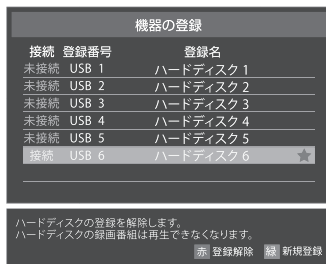 機器の登録
接続 登録番号 登録名
未接続 USB 1 ハードディスク 1
未接続 USB 2 ハードディスク 2
未接続 USB 3 ハードディスク 3
未接続 USB 4 ハードディスク 4
未接続 USB 5 ハードディスク 5
接続 USB 6 ハードディスク 6 ★
ハードディスクの登録を解除します。
ハードディスクの録画番組は再生できなくなります。
赤 登録解除 緑 新規登録